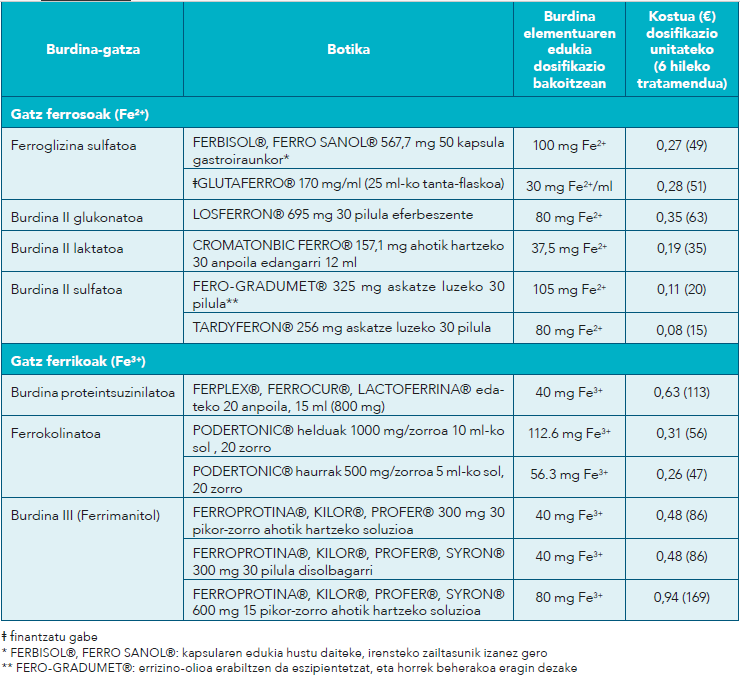 Burdina-gatza
Botika
Burdina
elementuaren
edukia
dosifikazio
bakoitzean
Kostua (€)
dosifikazio
unitateko
(6 hileko
tratamendua)
Gatz ferrosoak (Fe²⁺)
Ferroglizina sulfatoa
FERBISOL®, FERRO SANOL® 567,7 mg 50 kapsula
gastroiraunkor*
100 mg Fe²⁺
0,27 (49)
ǂGLUTAFERRO® 170 mg/ml (25 ml-ko tanta-flaskoa)
30 mg Fe²⁺/ml
0,28 (51)
Burdina II glukonatoa
LOSFERRON® 695 mg 30 pilula eferbeszente
80 mg Fe²⁺
0,35 (63)
Burdina II laktatoa
CROMATONBIC FERRO® 157,1 mg ahotik hartzeko
30 anpoila edangarri 12 ml
37,5 mg Fe²⁺
0,19 (35)
Burdina II sulfatoa
FERO-GRADUMET® 325 mg askatze luzeko 30
pilula**
105 mg Fe²⁺
0,11 (20)
TARDYFERON® 256 mg askatze luzeko 30 pilula
80 mg Fe²⁺
0,08 (15)
Gatz ferrikoak (Fe³⁺)
Burdina proteintsuzinilatoa
FERPLEX®, FERROCUR®, LACTOFERRINA® eda-
teko 20 anpoila, 15 ml (800 mg)
40 mg Fe³⁺
0,63 (113)
Ferrokolinatoa
PODERTONIC® helduak 1000 mg/zorroa 10 ml-ko
sol , 20 zorro
112.6 mg Fe³⁺
0,31 (56)
PODERTONIC® haurrak 500 mg/zorroa 5 ml-ko sol,
20 zorro
56.3 mg Fe³⁺
0,26 (47)
Burdina III (Ferrimanitol)
FERROPROTINA®, KILOR®, PROFER® 300 mg 30
pikor-zorro ahotik hartzeko soluzioa
40 mg Fe³⁺
0,48 (86)
FERROPROTINA®, KILOR®, PROFER®, SYRON®
300 mg 30 pilula disolbagarri
40 mg Fe³⁺
0,48 (86)
FERROPROTINA®, KILOR®, PROFER®, SYRON®
600 mg 15 pikor-zorro ahotik hartzeko soluzioa
80 mg Fe³⁺
0,94 (169)
ǂ finantzatu gabe
* FERBISOL®, FERRO SANOL®: kapsularen edukia hustu daiteke, irensteko zailtasunik izanez gero
** FERO-GRADUMET®: errizino-olioa erabiltzen da eszipientetzat, eta horrek beherakoa eragin dezake